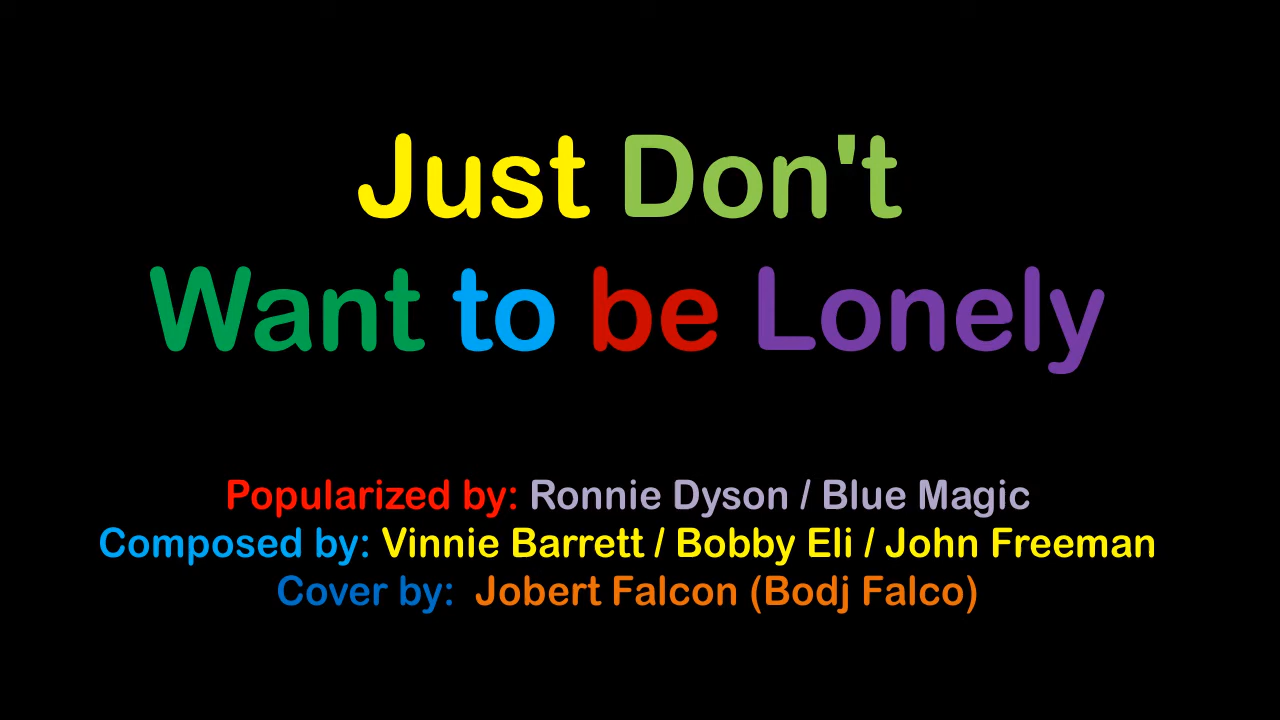 Just Don't
Want to be Lonely
Popularized by: Ronnie Dyson / Blue Magic
Composed by: Vinnie Barrett / Bobby Eli / John Freeman
Cover by: Jobert Falcon (Bodj Falco)